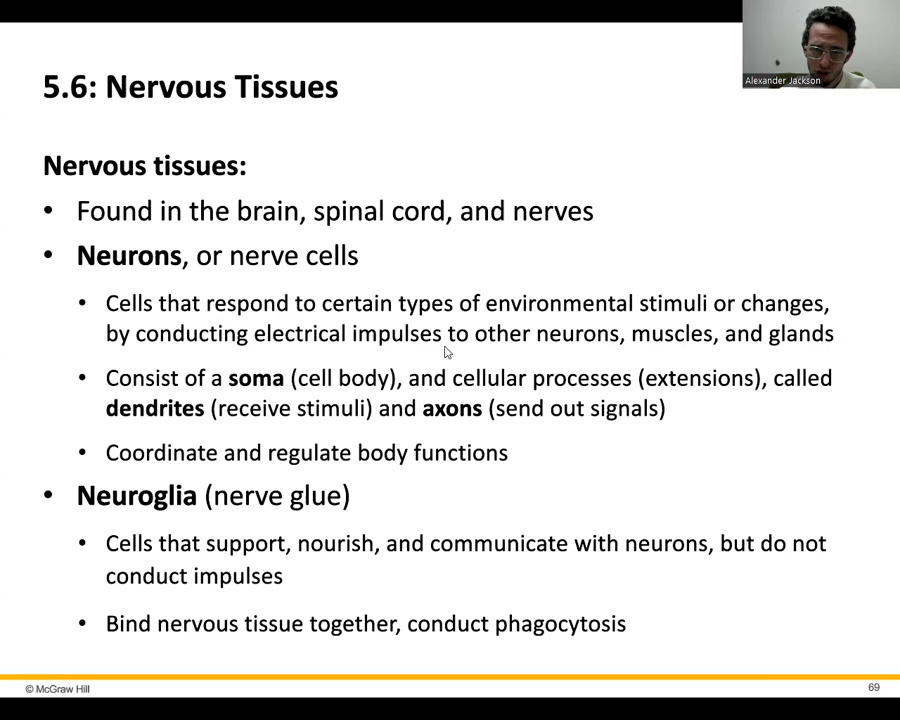 5.6: Nervous Tissues
Alexander Jackson
Nervous tissues:
• Found in the brain, spinal cord, and nerves
• Neurons, or nerve cells
• Cells that respond to certain types of environmental stimuli or changes,
by conducting electrical impulses to other neurons, muscles, and glands
• Consist of a soma (cell body), and cellular processes (extensions), called
dendrites (receive stimuli) and axons (send out signals)
• Coordinate and regulate body functions
• Neuroglia (nerve glue)
• Cells that support, nourish, and communicate with neurons, but do not
conduct impulses
• Bind nervous tissue together, conduct phagocytosis
© McGraw Hill
69